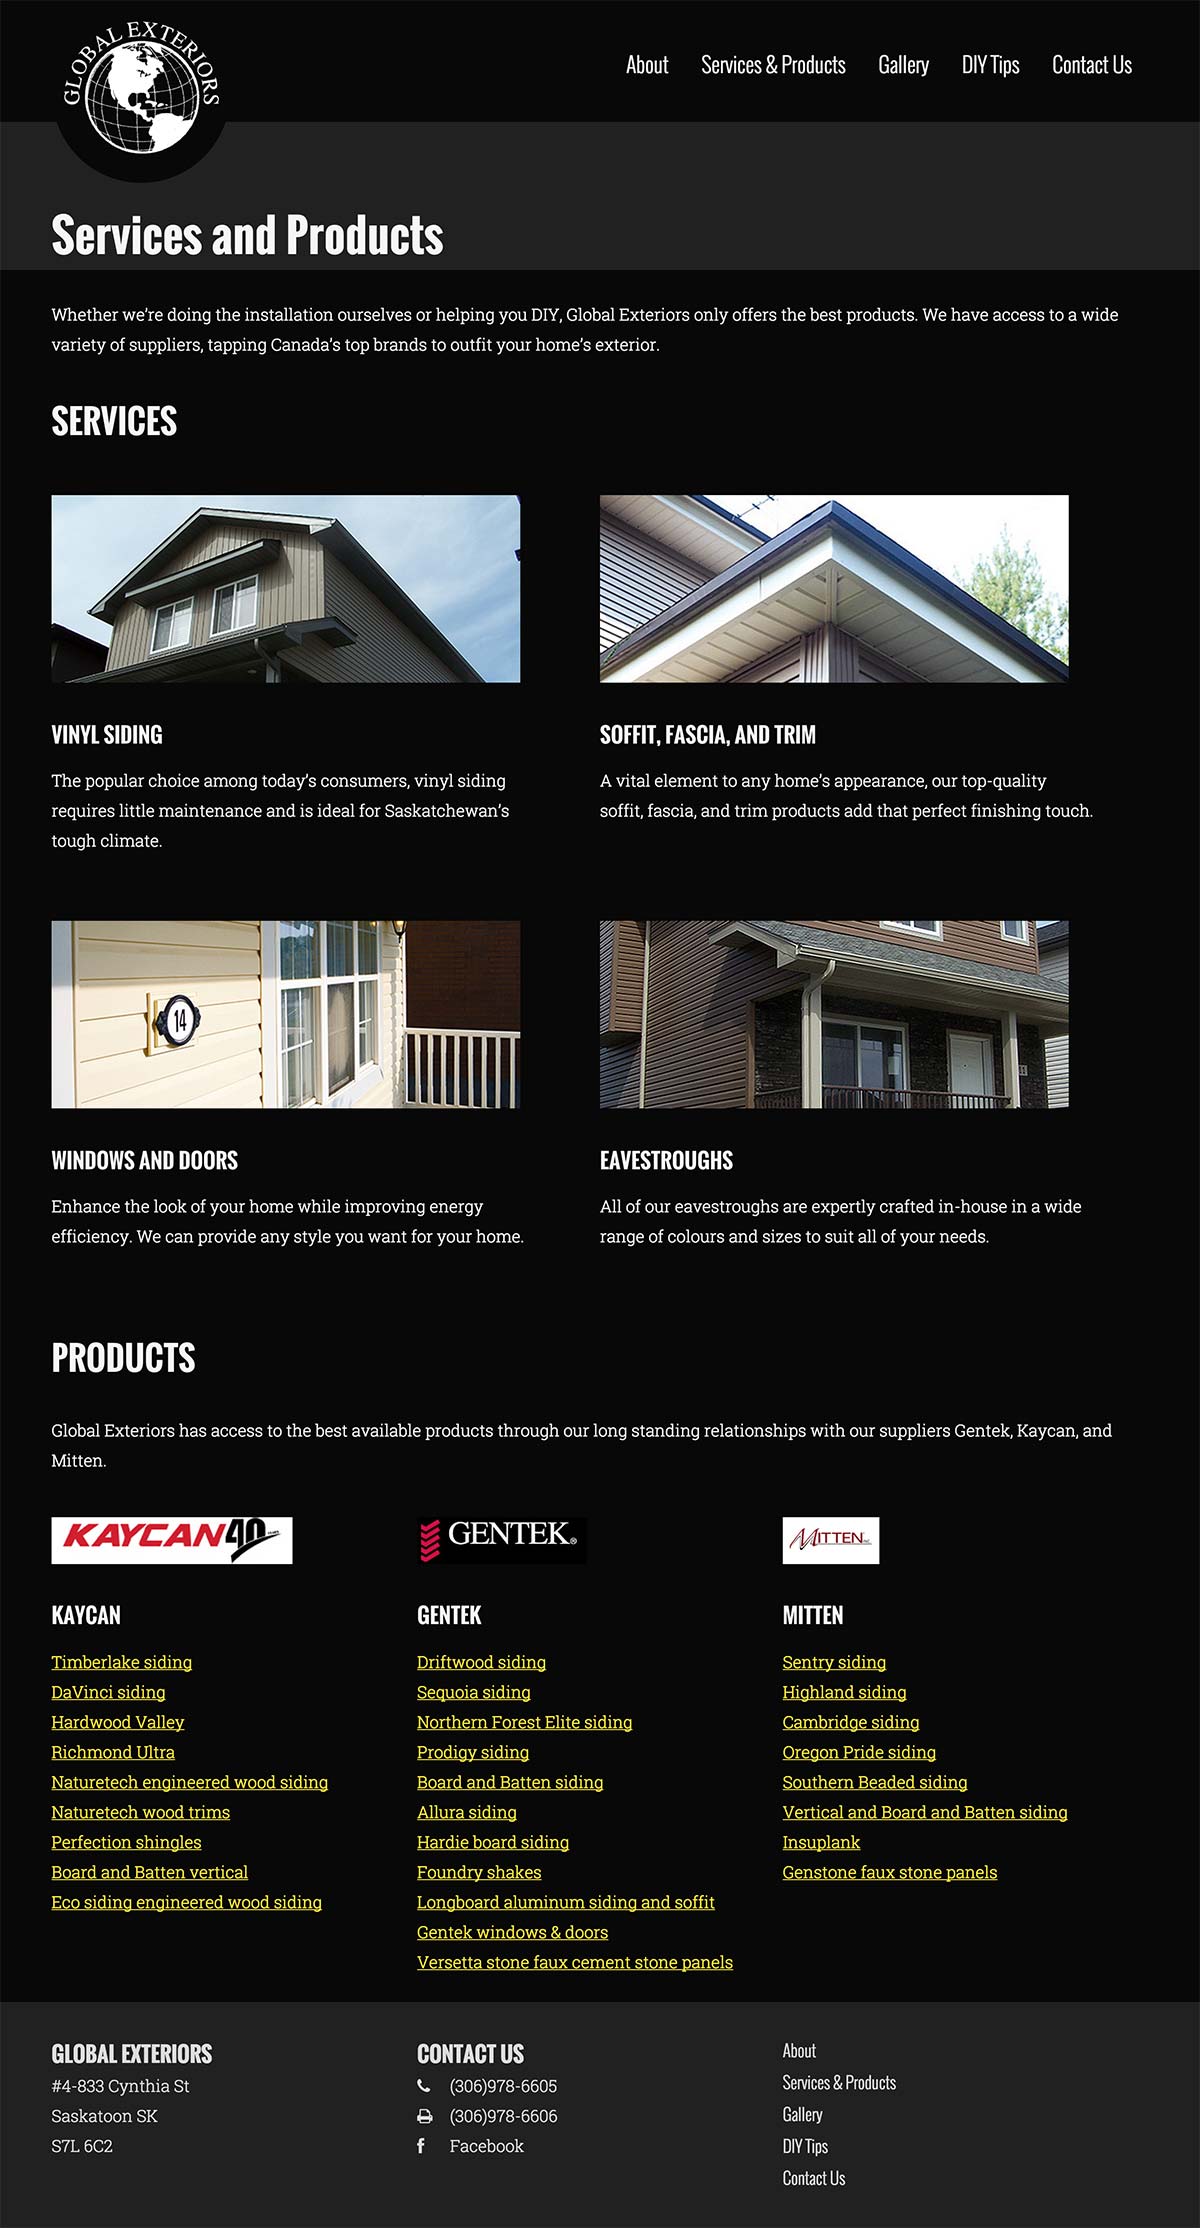 GLOBAL EXTERIORS
About
Services & Products
Gallery
DIY Tips
Contact Us
Services and Products
Whether we’re doing the installation ourselves or helping you DIY, Global Exteriors only offers the best products. We have access to a wide
variety of suppliers, tapping Canada’s top brands to outfit your home’s exterior.
SERVICES
VINYL SIDING
The popular choice among today’s consumers, vinyl siding
requires little maintenance and is ideal for Saskatchewan’s
tough climate.
SOFFIT, FASCIA, AND TRIM
A vital element to any home’s appearance, our top-quality
soffit, fascia, and trim products add that perfect finishing touch.
14
WINDOWS AND DOORS
Enhance the look of your home while improving energy
efficiency. We can provide any style you want for your home.
EAVESTROUGHS
All of our eavestroughs are expertly crafted in-house in a wide
range of colours and sizes to suit all of your needs.
PRODUCTS
Global Exteriors has access to the best available products through our long standing relationships with our suppliers Gentek, Kaycan, and
Mitten.
KAYCAN 40
KAYCAN
Timberlake siding
DaVinci siding
Hardwood Valley
Richmond Ultra
Naturetech engineered wood siding
Naturetech wood trims
Perfection shingles
Board and Batten vertical
Eco siding engineered wood siding
GENTEK®
GENTEK
Driftwood siding
Sequoia siding
Northern Forest Elite siding
Prodigy siding
Board and Batten siding
Allura siding
Hardie board siding
Foundry shakes
Longboard aluminum siding and soffit
Gentek windows & doors
Versetta stone faux cement stone panels
MITTEN
MITTEN
Sentry siding
Highland siding
Cambridge siding
Oregon Pride siding
Southern Beaded siding
Vertical and Board and Batten siding
Insuplank
Genstone faux stone panels
GLOBAL EXTERIORS
#4-833 Cynthia St
Saskatoon SK
S7L 6C2
CONTACT US
(306)978-6605
(306)978-6606
Facebook
About
Services & Products
Gallery
DIY Tips
Contact Us